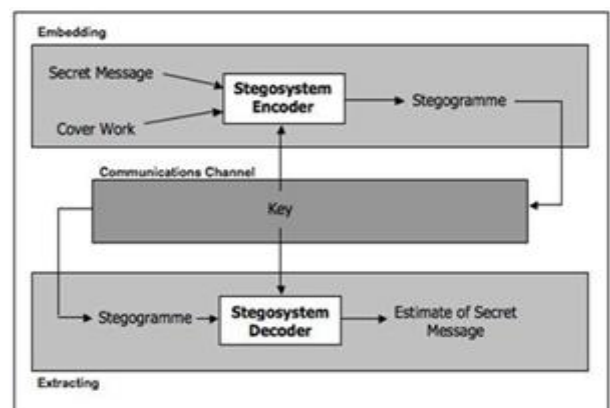 Embedding
Secret Message
Stegosystem
Encoder
Stegogramme
Cover Work
Communications Channel
Key
Stegogramme
Stegosystem
Decoder
Estimate of Secret
Message
Extracting